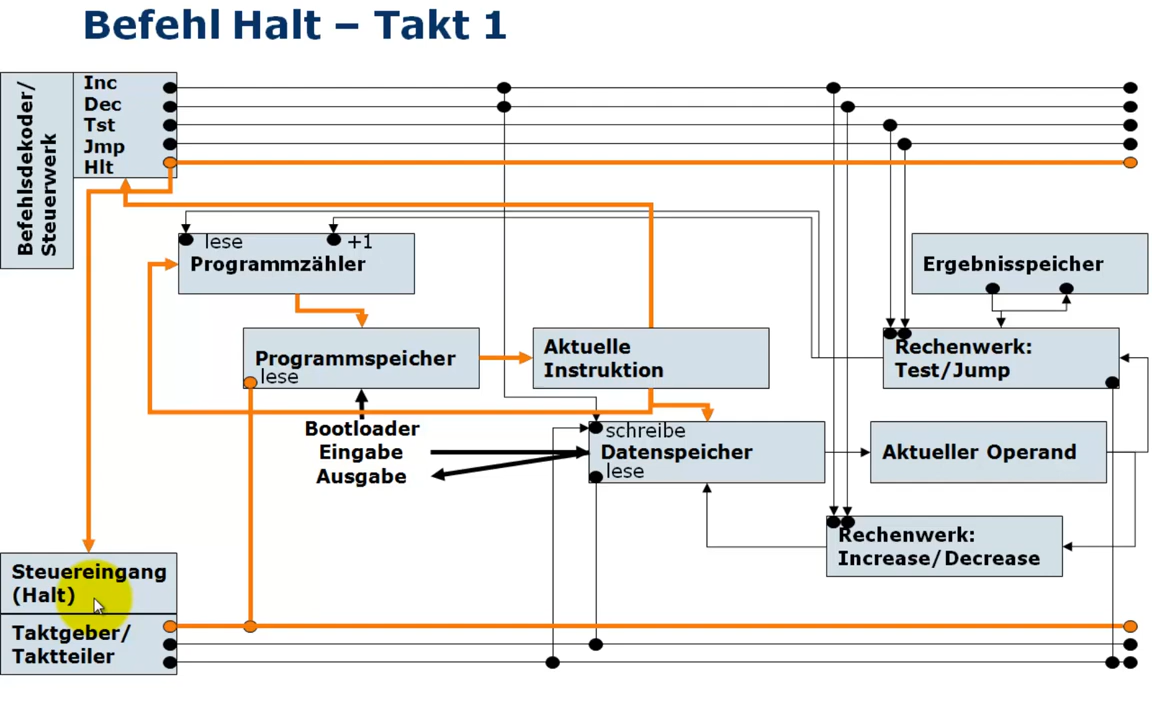 Befehl Halt – Takt 1
Befehlsdekoder/
Steuerwerk
Inc
Dec
Tst
Jmp
Hlt
lese
+1
Programmzähler
Ergebnisspeicher
Programmspeicher
lese
Aktuelle
Instruktion
Rechenwerk:
Test/Jump
Bootloader
Eingabe
Ausgabe
schreibe
Datenspeicher
lese
Aktueller Operand
Rechenwerk:
Increase/Decrease
Steuereingang
(Halt)
Taktgeber/
Taktteiler